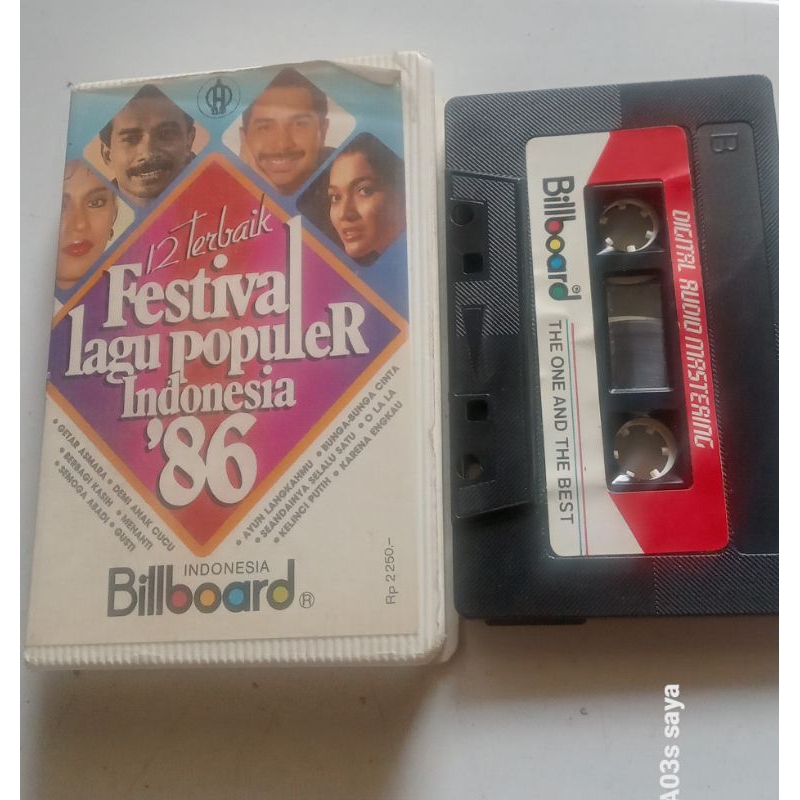 12 Terbaik
Festival
lagu populeR
Indonesia
'86
• GETAR ASMARA • DEMI ANAK CUCU
• BERBAGI KASIH • MENANTI
• SEMOGA ABADI • GUSTI
• AYUN LANGKAHMU • BUNGA-BUNGA CINTA
• SEANDAINYA SELALU SATU • O LA LA
• KELINCI PUTIH • KARENA ENGKAU
INDONESIA
Billboard ®
Rp 2250,-
B
DIGITAL AUDIO MASTERING
Billboard®
THE ONE AND THE BEST
A03s saya